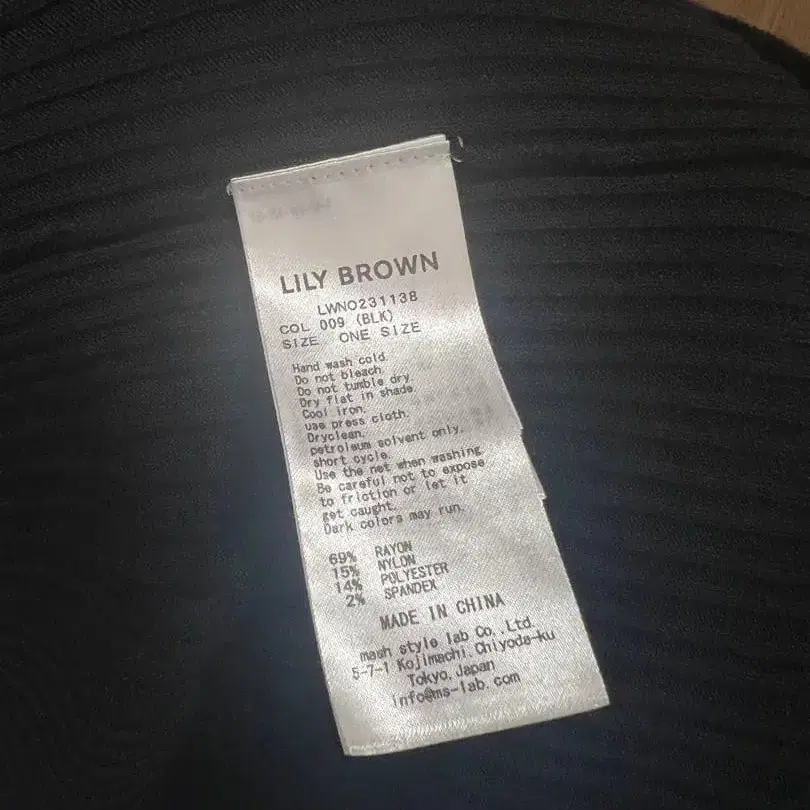 LILY BROWN
LWNO231138
COL 009 (BLK)
SIZE ONE SIZE
Hand wash cold.
Do not bleach.
Do not tumble dry.
Dry flat in shade.
Cool iron.
use press cloth.
Dryclean.
petroleum solvent only.
short cycle.
Use the net when washing.
Be careful not to expose
to friction or let it
get caught.
Dark colors may run.
69% RAYON
15% NYLON
14% POLYESTER
2% SPANDEX
MADE IN CHINA
mash style lab Co.,Ltd.
5-7-1 Kojimachi,Chiyoda-ku
Tokyo,Japan
info@ms-lab.com